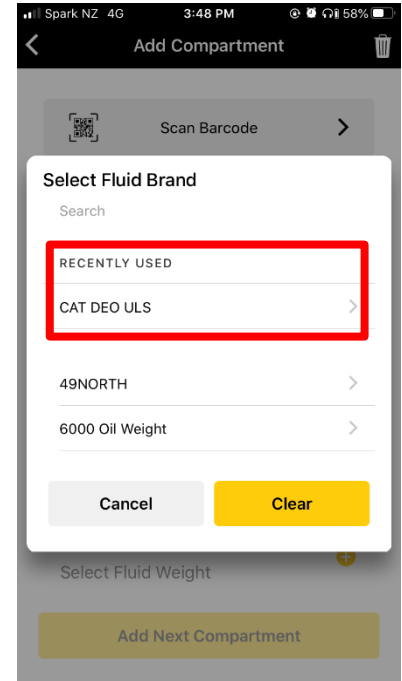 Spark NZ 4G 3:48 PM 58%
Add Compartment
Scan Barcode
Select Fluid Brand
Search
RECENTLY USED
CAT DEO ULS
49NORTH
6000 Oil Weight
Cancel Clear
Select Fluid Weight
Add Next Compartment